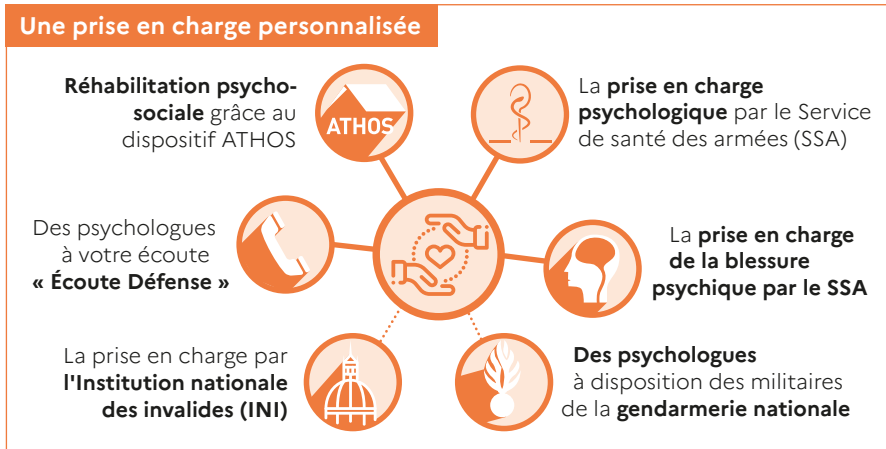 Une prise en charge personnalisée
Réhabilitation psycho-
sociale grâce au
dispositif ATHOS
ATHOS
La prise en charge
psychologique par le Service
de santé des armées (SSA)
Des psychologues
à votre écoute
« Écoute Défense »
La prise en charge
de la blessure
psychique par le SSA
La prise en charge par
l'Institution nationale
des invalides (INI)
Des psychologues
à disposition des militaires
de la gendarmerie nationale